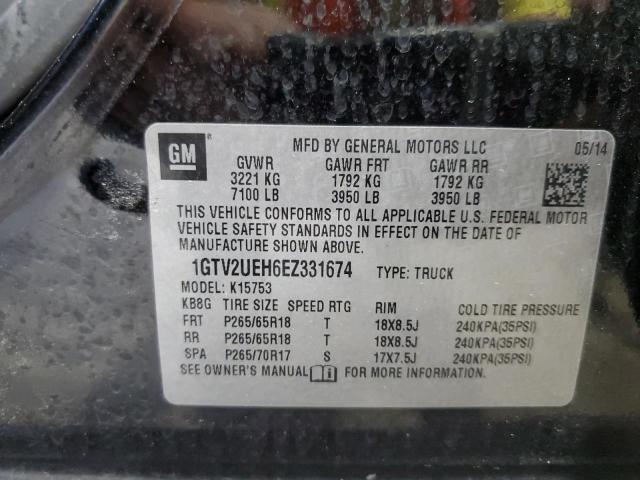 GM
MFD BY GENERAL MOTORS LLC 05/14
GVWR GAWR FRT GAWR RR
3221 KG 1792 KG 1792 KG
7100 LB 3950 LB 3950 LB
THIS VEHICLE CONFORMS TO ALL APPLICABLE U.S. FEDERAL MOTOR
VEHICLE SAFETY STANDARDS IN EFFECT ON THE DATE OF
MANUFACTURE SHOWN ABOVE.
1GTV2UEH6EZ331674 TYPE: TRUCK
MODEL: K15753
KB8G TIRE SIZE SPEED RTG RIM COLD TIRE PRESSURE
FRT P265/65R18 T 18X8.5J 240KPA(35PSI)
RR P265/65R18 T 18X8.5J 240KPA(35PSI)
SPA P265/70R17 S 17X7.5J 240KPA(35PSI)
SEE OWNER'S MANUAL FOR MORE INFORMATION.